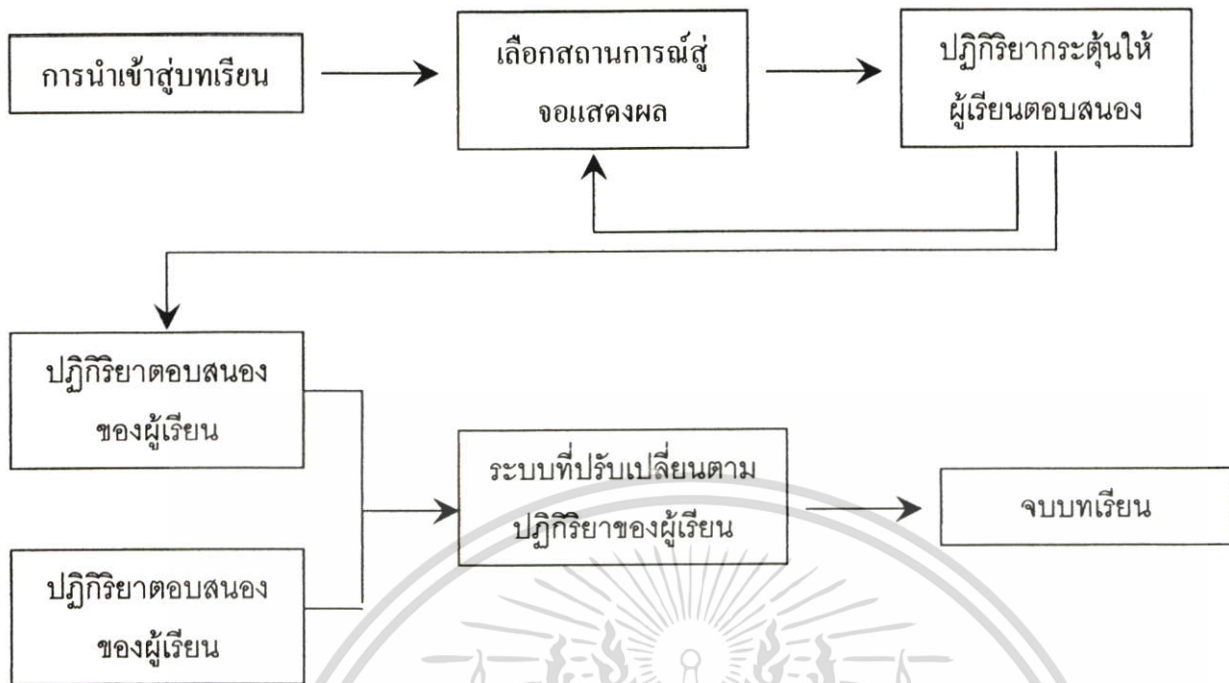 การนำเข้าสู่บทเรียน
เลือกสถานการณ์สู่
จอแสดงผล
ปฏิกิริยากระตุ้นให้
ผู้เรียนตอบสนอง
ปฏิกิริยาตอบสนอง
ของผู้เรียน
ระบบที่ปรับเปลี่ยนตาม
ปฏิกิริยาของผู้เรียน
จบบทเรียน
ปฏิกิริยาตอบสนอง
ของผู้เรียน